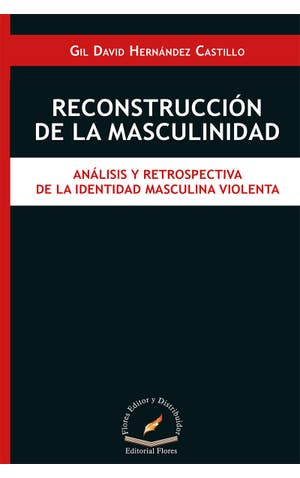 GIL DAVID HERNÁNDEZ CASTILLO
RECONSTRUCCIÓN
DE LA MASCULINIDAD
ANÁLISIS Y RETROSPECTIVA
DE LA IDENTIDAD MASCULINA VIOLENTA
Flores Editor y Distribuidor
Editorial Flores